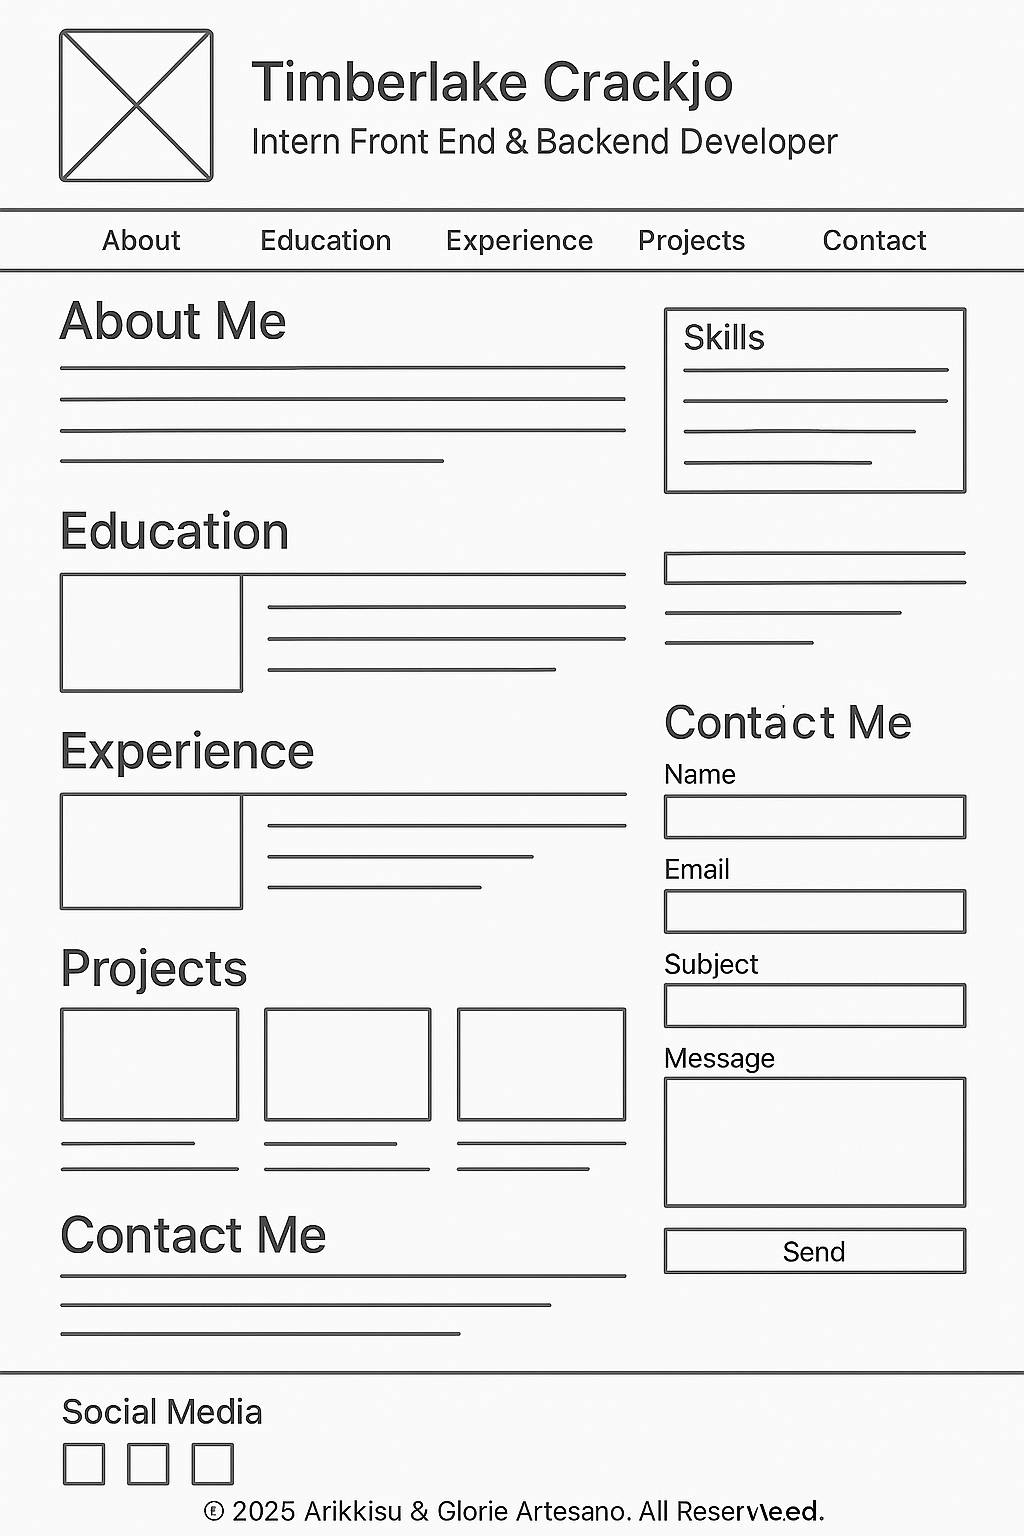 Timberlake Crackjo
Intern Front End & Backend Developer
About Education Experience Projects Contact
About Me
Education
Experience
Projects
Contact Me
Skills
Contact Me
Name
Email
Subject
Message
Send
Social Media
2025 Arikkisu & Glorie Artesano. All